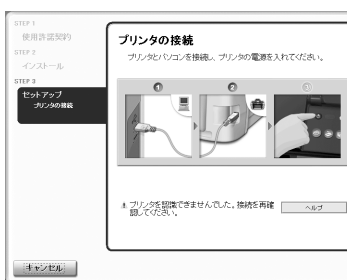 STEP 1
使用許諾契約
STEP 2
インストール
STEP 3
セットアップ
プリンタの接続
プリンタの接続
プリンタとパソコンを接続し、プリンタの電源を入れてください。
1
2
3
プリンタを認識できませんでした。接続を再確
認してください。
ヘルプ
キャンセル